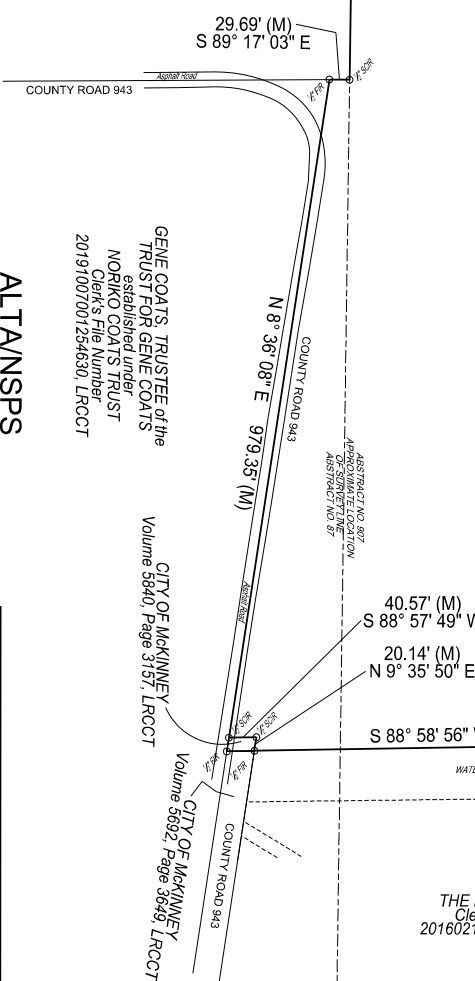 29.69' (M)
S 89° 17' 03" E
Asphalt Road
COUNTY ROAD 943
½" FIR
½" SCIR
GENE COATS, TRUSTEE of the
TRUST FOR GENE COATS
established under
NORIKO COATS TRUST
Clerk's File Number
20191007001254630, LRCCT
ALTA/NSPS
N 8° 36' 08" E 979.35' (M)
COUNTY ROAD 943
ABSTRACT NO. 907
APPROXIMATE LOCATION
OF SURVEY LINE
ABSTRACT NO. 87
CITY OF McKINNEY
Volume 5840, Page 3157, LRCCT
Asphalt Road
40.57' (M)
S 88° 57' 49" W
20.14' (M)
N 9° 35' 50" E
½" SCIR
½" SCIR
S 88° 58' 56"
½" FIR
½" FIR
WATE
CITY OF McKINNEY
Volume 5692, Page 3649, LRCCT
COUNTY ROAD 943
THE
Cle
2016021